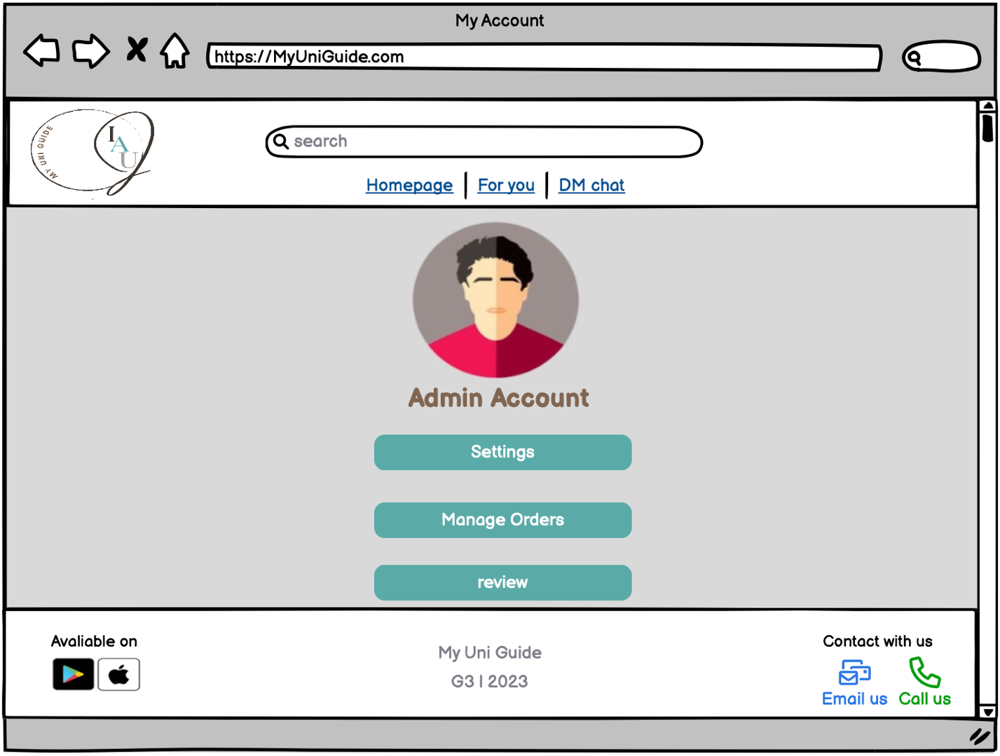 My Account
https://MyUniGuide.com
MY UNI GUIDE
I
A
U
search
Homepage | For you | DM chat
Admin Account
Settings
Manage Orders
review
Avaliable on
My Uni Guide
G3 | 2023
Contact with us
Email us
Call us